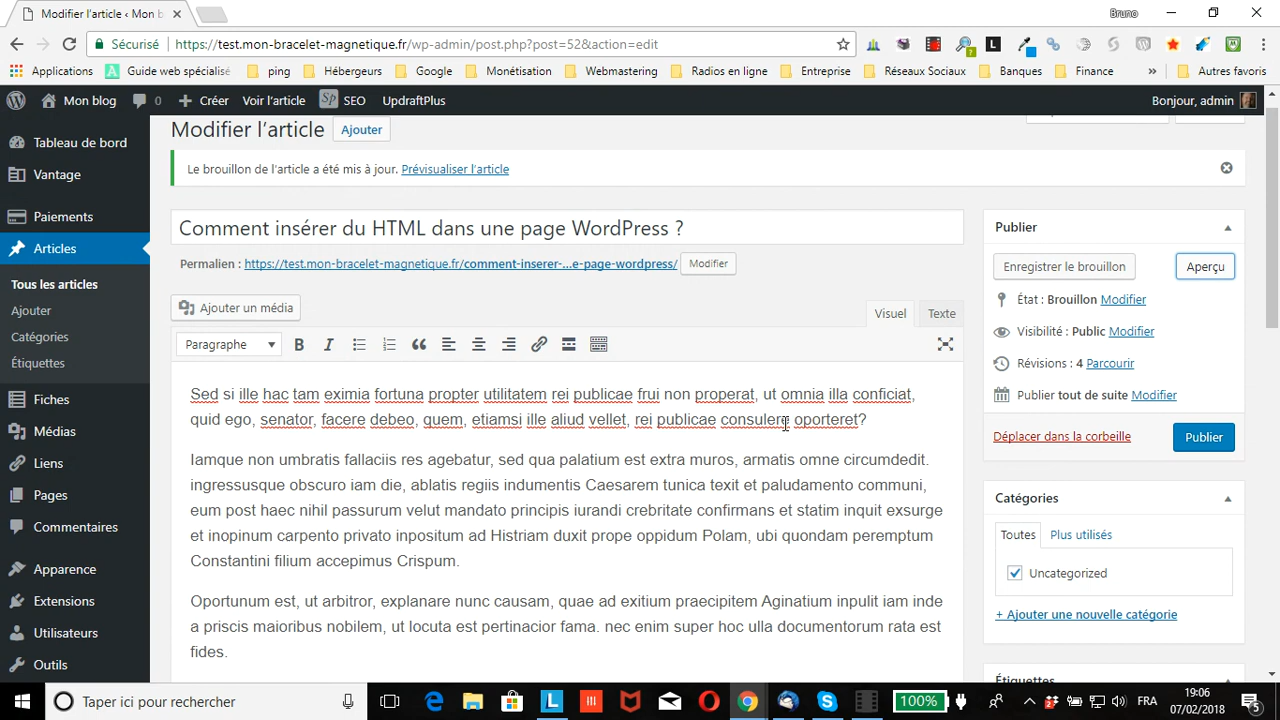 Modifier l'article ‹ Mon b
Bruno
Sécurisé https://test.mon-bracelet-magnetique.fr/wp-admin/post.php?post=52&action=edit
Applications Guide web spécialisé ping Hébergeurs Google Monétisation Webmastering Radios en ligne Entreprise Réseaux Sociaux Banques Finance » Autres favoris
Mon blog 0 Créer Voir l'article SEO UpdraftPlus Bonjour, admin
Modifier l'article Ajouter
Le brouillon de l'article a été mis à jour. Prévisualiser l'article
Tableau de bord
Vantage
Paiements
Articles
Tous les articles
Ajouter
Catégories
Étiquettes
Fiches
Médias
Liens
Pages
Commentaires
Apparence
Extensions
Utilisateurs
Outils
Comment insérer du HTML dans une page WordPress ?
Permalien : https://test.mon-bracelet-magnetique.fr/comment-inserer-...e-page-wordpress/ Modifier
Ajouter un média
Visuel Texte
Paragraphe
Sed si ille hac tam eximia fortuna propter utilitatem rei publicae frui non properat, ut omnia illa conficiat,
quid ego, senator, facere debeo, quem, etiamsi ille aliud vellet, rei publicae consulere oporteret?
Iamque non umbratis fallaciis res agebatur, sed qua palatium est extra muros, armatis omne circumdedit.
ingressusque obscuro iam die, ablatis regiis indumentis Caesarem tunica texit et paludamento communi,
eum post haec nihil passurum velut mandato principis iurandi crebritate confirmans et statim inquit exsurge
et inopinum carpento privato inpositum ad Histriam duxit prope oppidum Polam, ubi quondam peremptum
Constantini filium accepimus Crispum.
Oportunum est, ut arbitror, explanare nunc causam, quae ad exitium praecipitem Aginatium inpulit iam inde
a priscis maioribus nobilem, ut locuta est pertinacior fama. nec enim super hoc ulla documentorum rata est
fides.
Publier
Enregistrer le brouillon Aperçu
État : Brouillon Modifier
Visibilité : Public Modifier
Révisions : 4 Parcourir
Publier tout de suite Modifier
Déplacer dans la corbeille Publier
Catégories
Toutes Plus utilisés
Uncategorized
+ Ajouter une nouvelle catégorie
Étiquettes
Taper ici pour rechercher
100%
FRA
19:06
07/02/2018
5